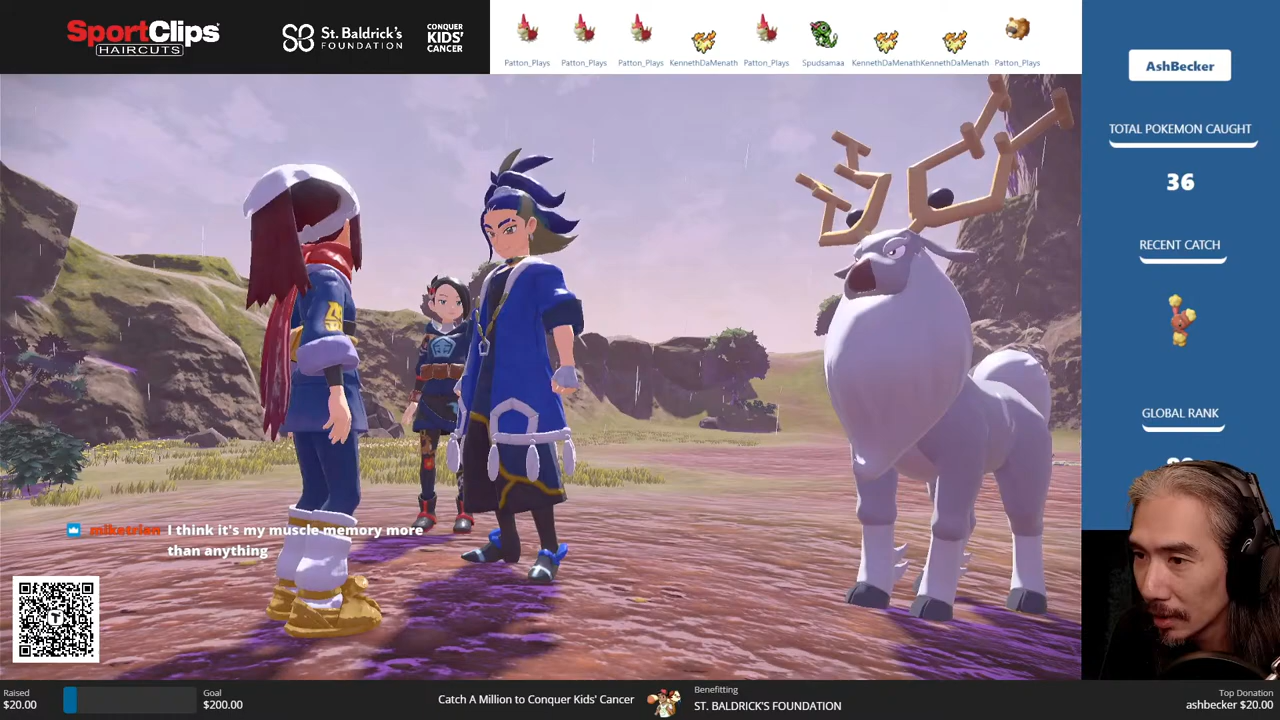 SportClips
HAIRCUTS
St. Baldrick's
FOUNDATION
CONQUER
KIDS'
CANCER
Patton_Plays
Patton_Plays
Patton_Plays
KennethDaMenath
Patton_Plays
Spudsamaa
KennethDaMenath
KennethDaMenath
Patton_Plays
AshBecker
TOTAL POKEMON CAUGHT
36
RECENT CATCH
GLOBAL RANK
I think it's my muscle memory more
than anything
Raised
$20.00
Goal
$200.00
Catch A Million to Conquer Kids' Cancer
Benefitting
ST. BALDRICK'S FOUNDATION
Top Donation
ashbecker $20.00